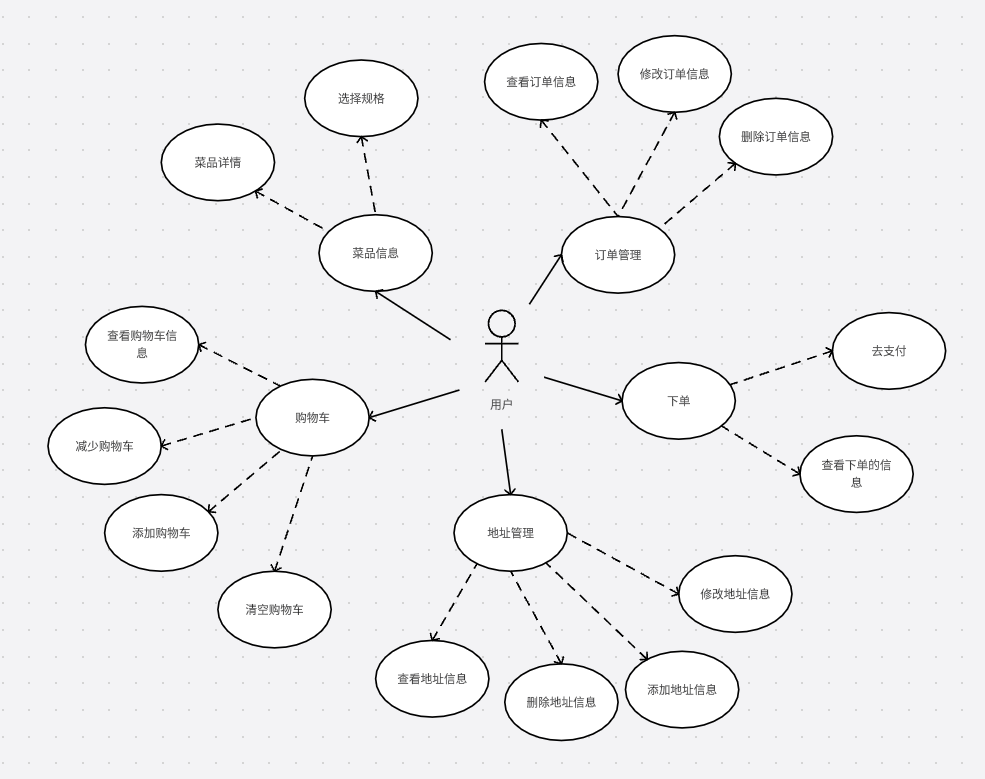 查看订单信息
修改订单信息
选择规格
删除订单信息
菜品详情
菜品信息
订单管理
查看购物车信
息
去支付
用户
下单
购物车
减少购物车
查看下单的信
息
添加购物车
地址管理
修改地址信息
清空购物车
查看地址信息
添加地址信息
删除地址信息